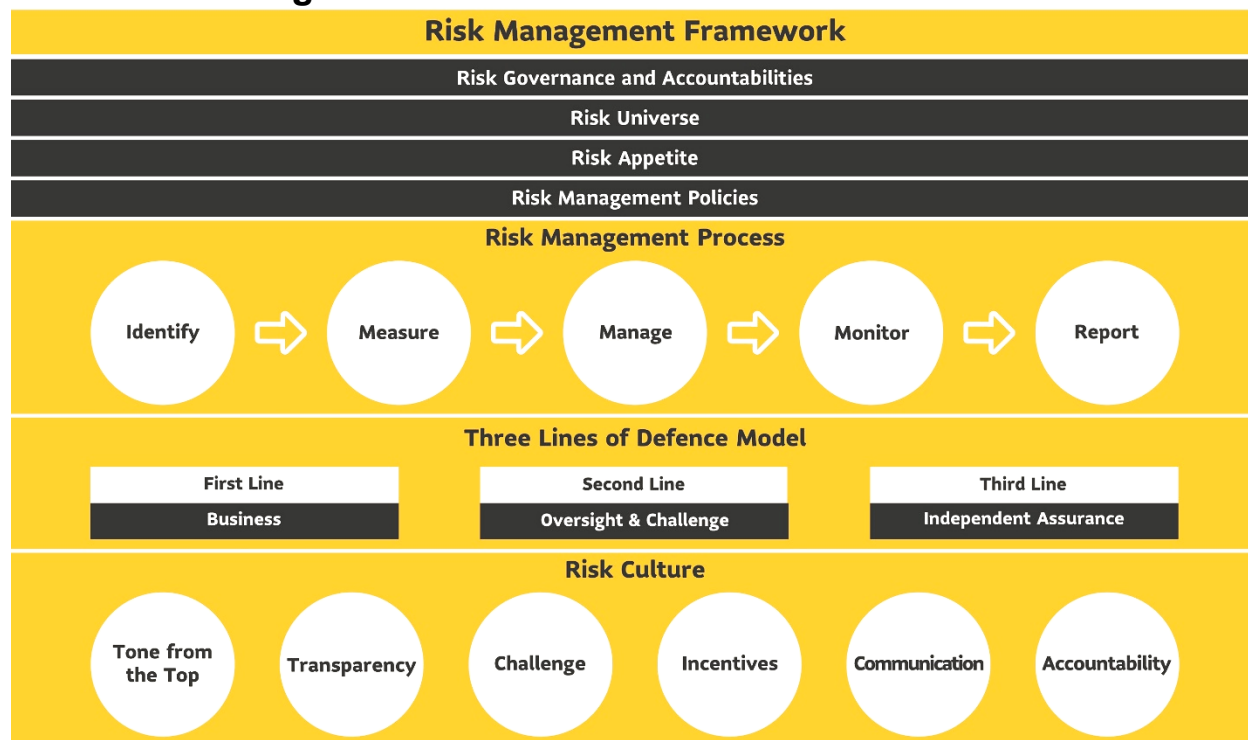 Risk Management Framework
Risk Governance and Accountabilities
Risk Universe
Risk Appetite
Risk Management Policies
Risk Management Process
Identify
Measure
Manage
Monitor
Report
Three Lines of Defence Model
First Line
Business
Second Line
Oversight & Challenge
Third Line
Independent Assurance
Risk Culture
Tone from
the Top
Transparency
Challenge
Incentives
Communication
Accountability